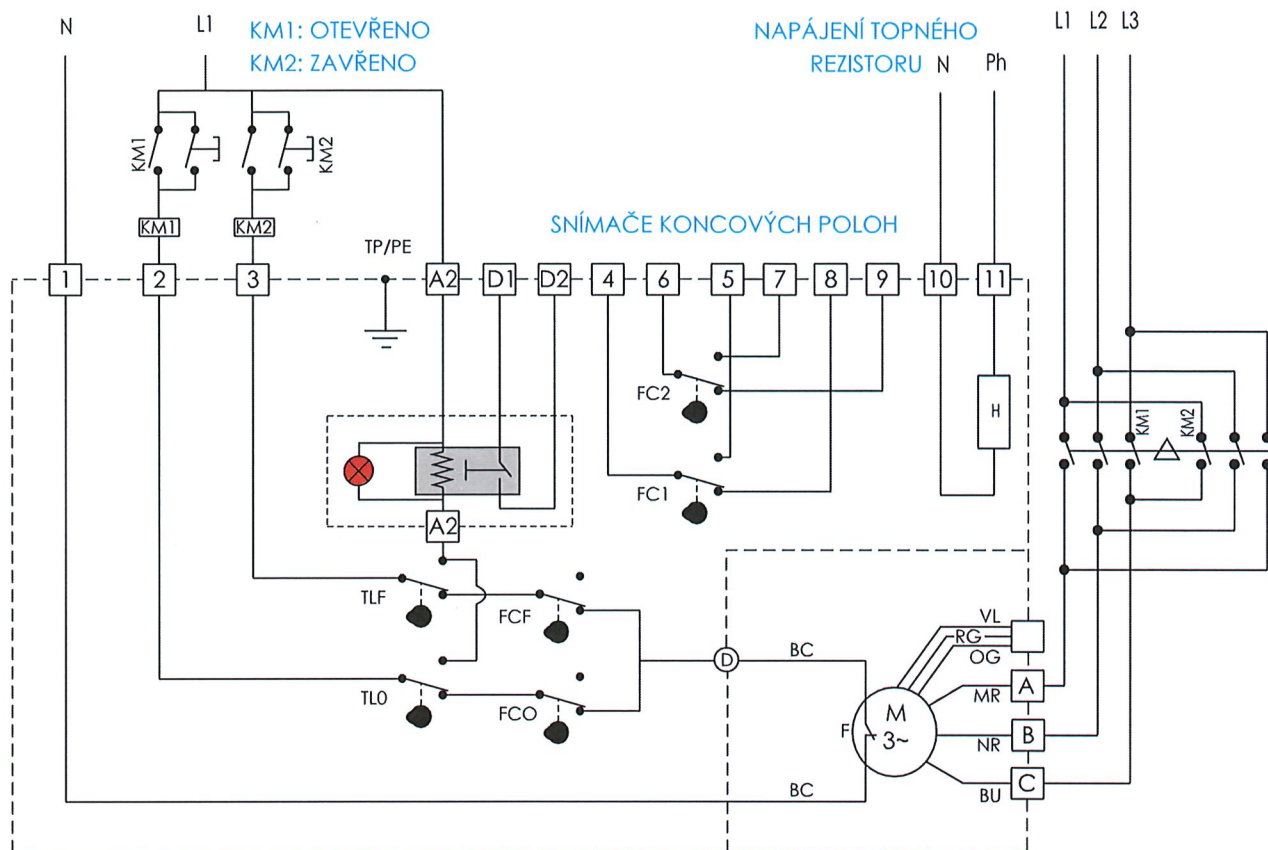 N
L1
KM1: OTEVŘENO
KM2: ZAVŘENO
NAPÁJENÍ TOPNÉHO
REZISTORU
N
Ph
L1
L2
L3
KM1
KM2
KM1
KM2
SNÍMAČE KONCOVÝCH POLOH
TP/PE
1
2
3
A2
D1
D2
4
6
5
7
8
9
10
11
FC2
H
KM1
KM2
FC1
A2
TLF
FCF
TL0
FCO
D
BC
VL
RG
OG
MR
A
F
M
3~
NR
B
BC
BU
C